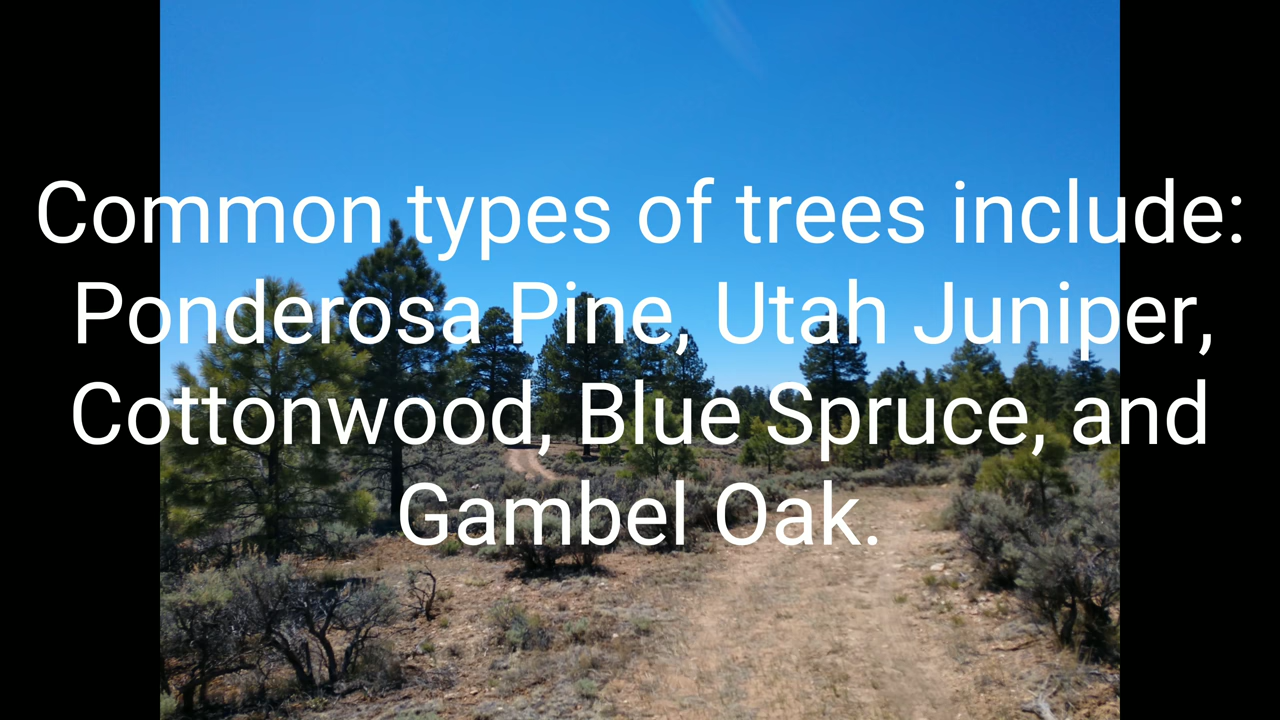 Common types of trees include:
Ponderosa Pine, Utah Juniper,
Cottonwood, Blue Spruce, and
Gambel Oak.